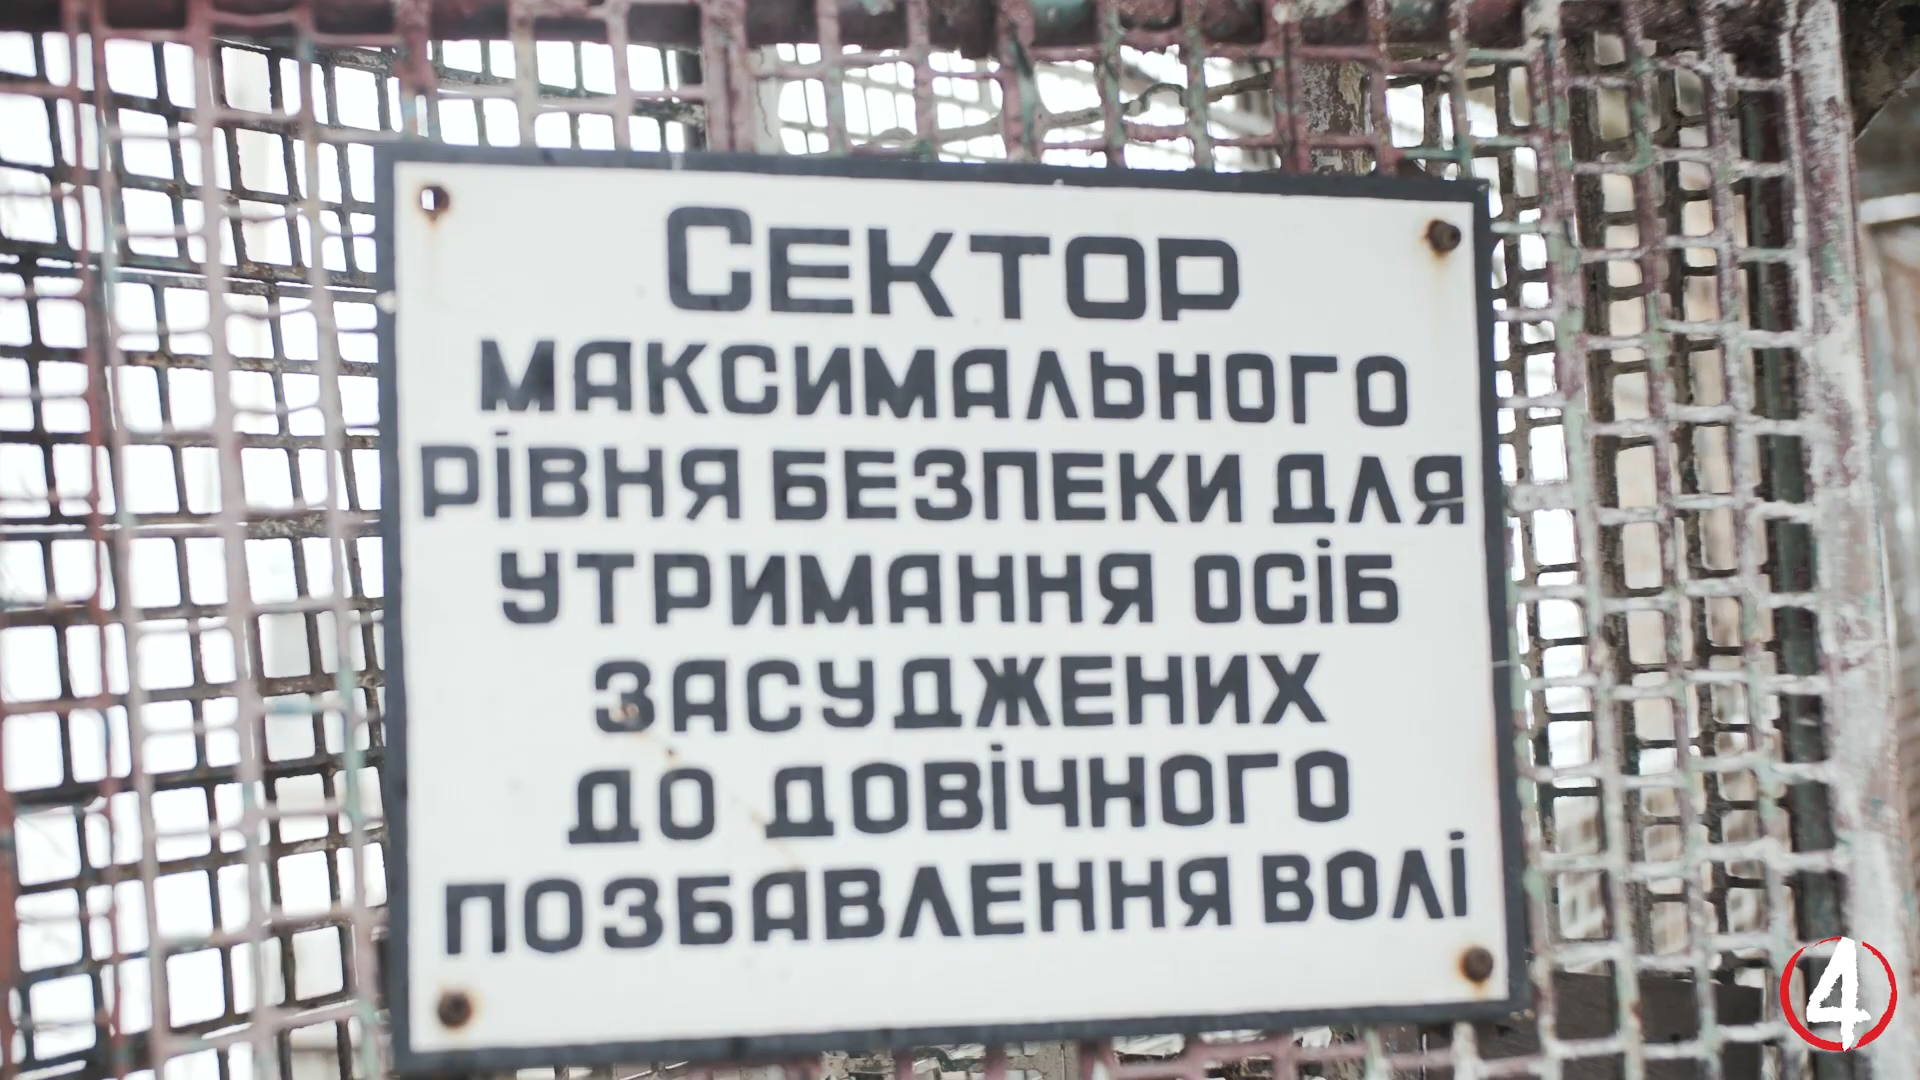 Сектор
максимального
рівня безпеки для
утримання осіб
засуджених
до довічного
позбавлення волі
4